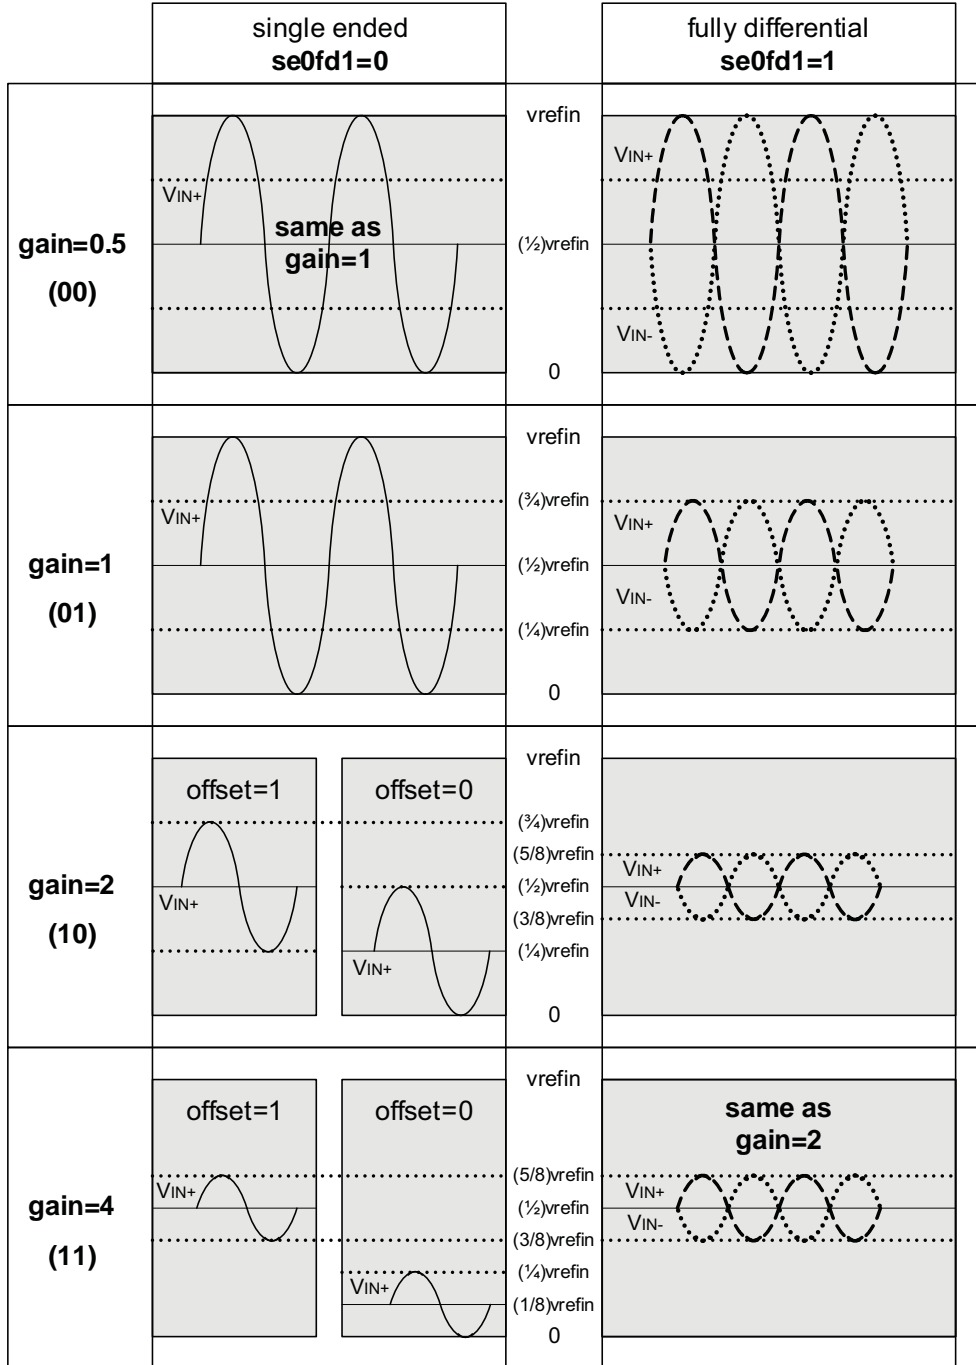 single ended
se0fd1=0
fully differential
se0fd1=1
gain=0.5
(00)
VIN+
same as
gain=1
vrefin
(½)vrefin
0
VIN+
VIN-
gain=1
(01)
VIN+
vrefin
(¾)vrefin
(½)vrefin
(¼)vrefin
0
VIN+
VIN-
gain=2
(10)
offset=1
VIN+
offset=0
VIN+
vrefin
(¾)vrefin
(5/8)vrefin
(½)vrefin
(3/8)vrefin
(¼)vrefin
0
VIN+
VIN-
gain=4
(11)
offset=1
VIN+
offset=0
VIN+
vrefin
(5/8)vrefin
(½)vrefin
(3/8)vrefin
(¼)vrefin
(1/8)vrefin
0
same as
gain=2
VIN+
VIN-